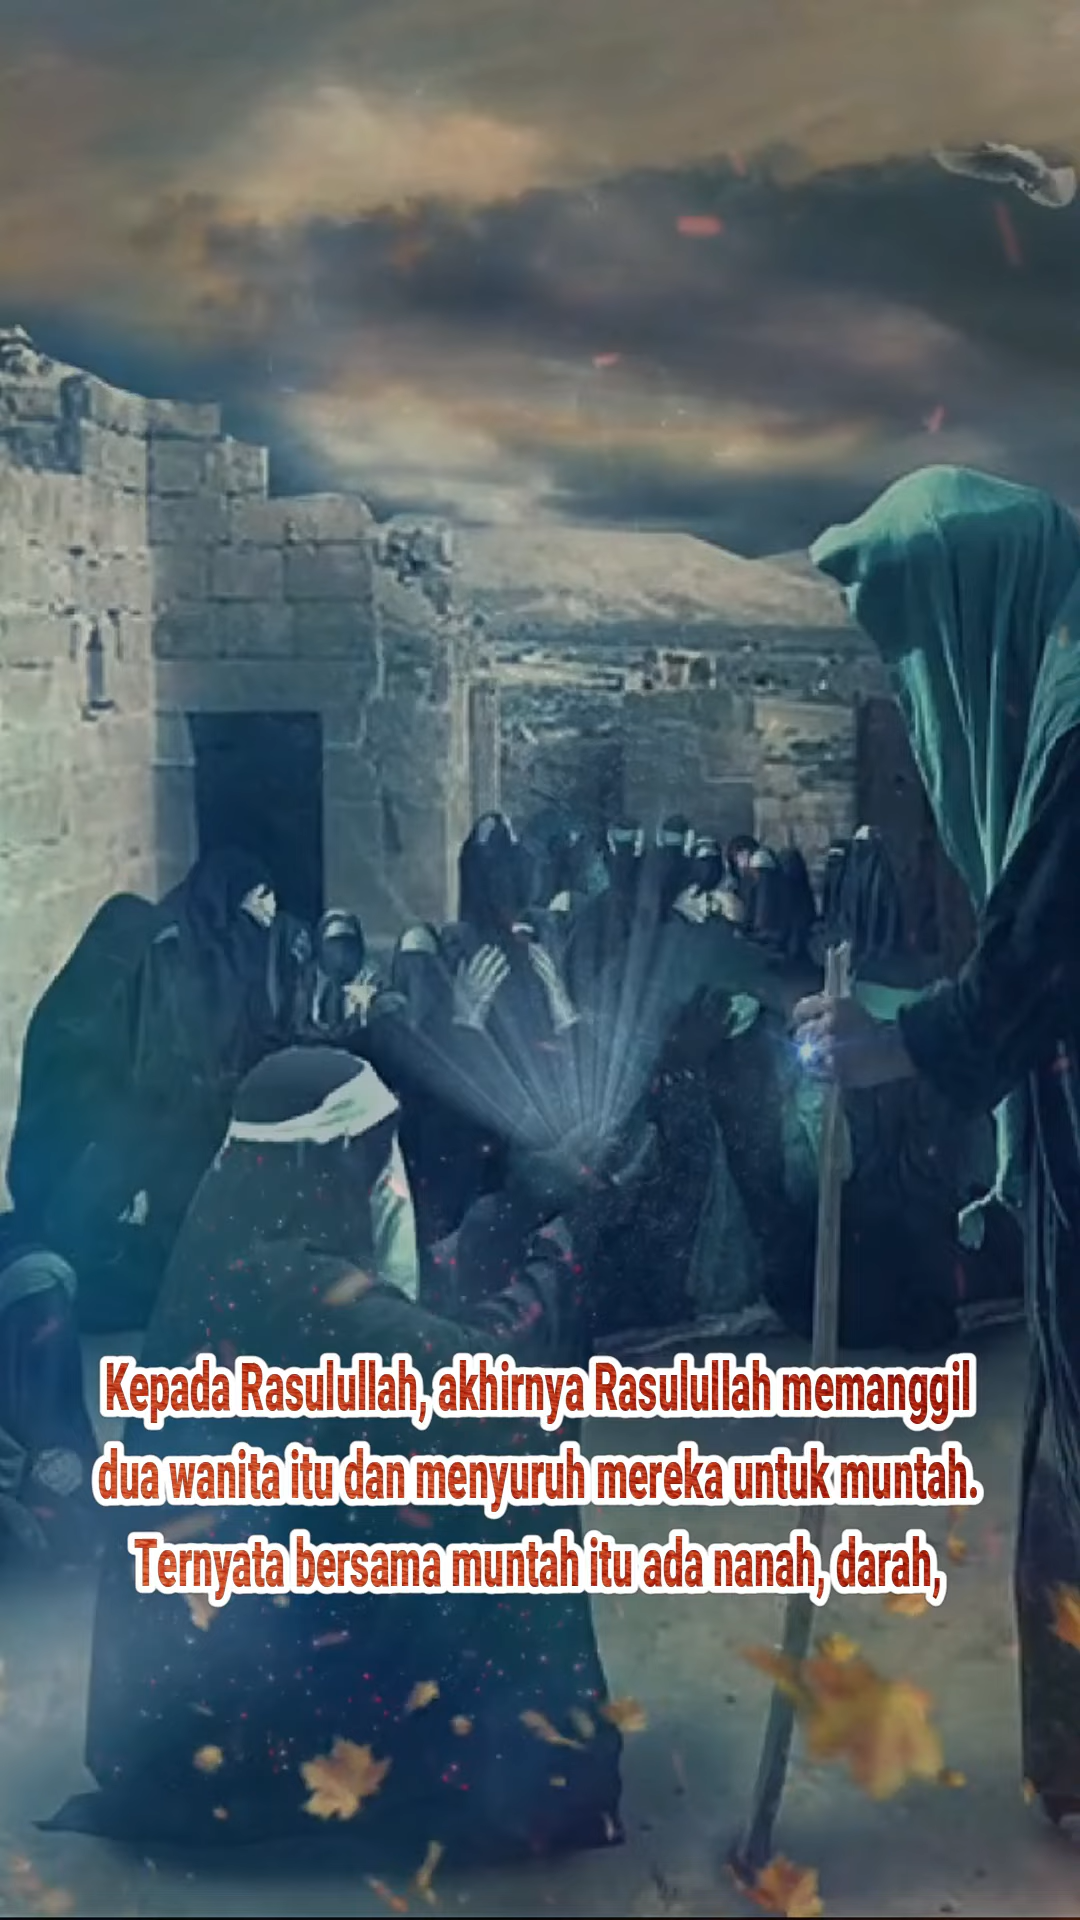 Kepada Rasulullah, akhirnya Rasulullah memanggil
dua wanita itu dan menyuruh mereka untuk muntah.
Ternyata bersama muntah itu ada nanah, darah,